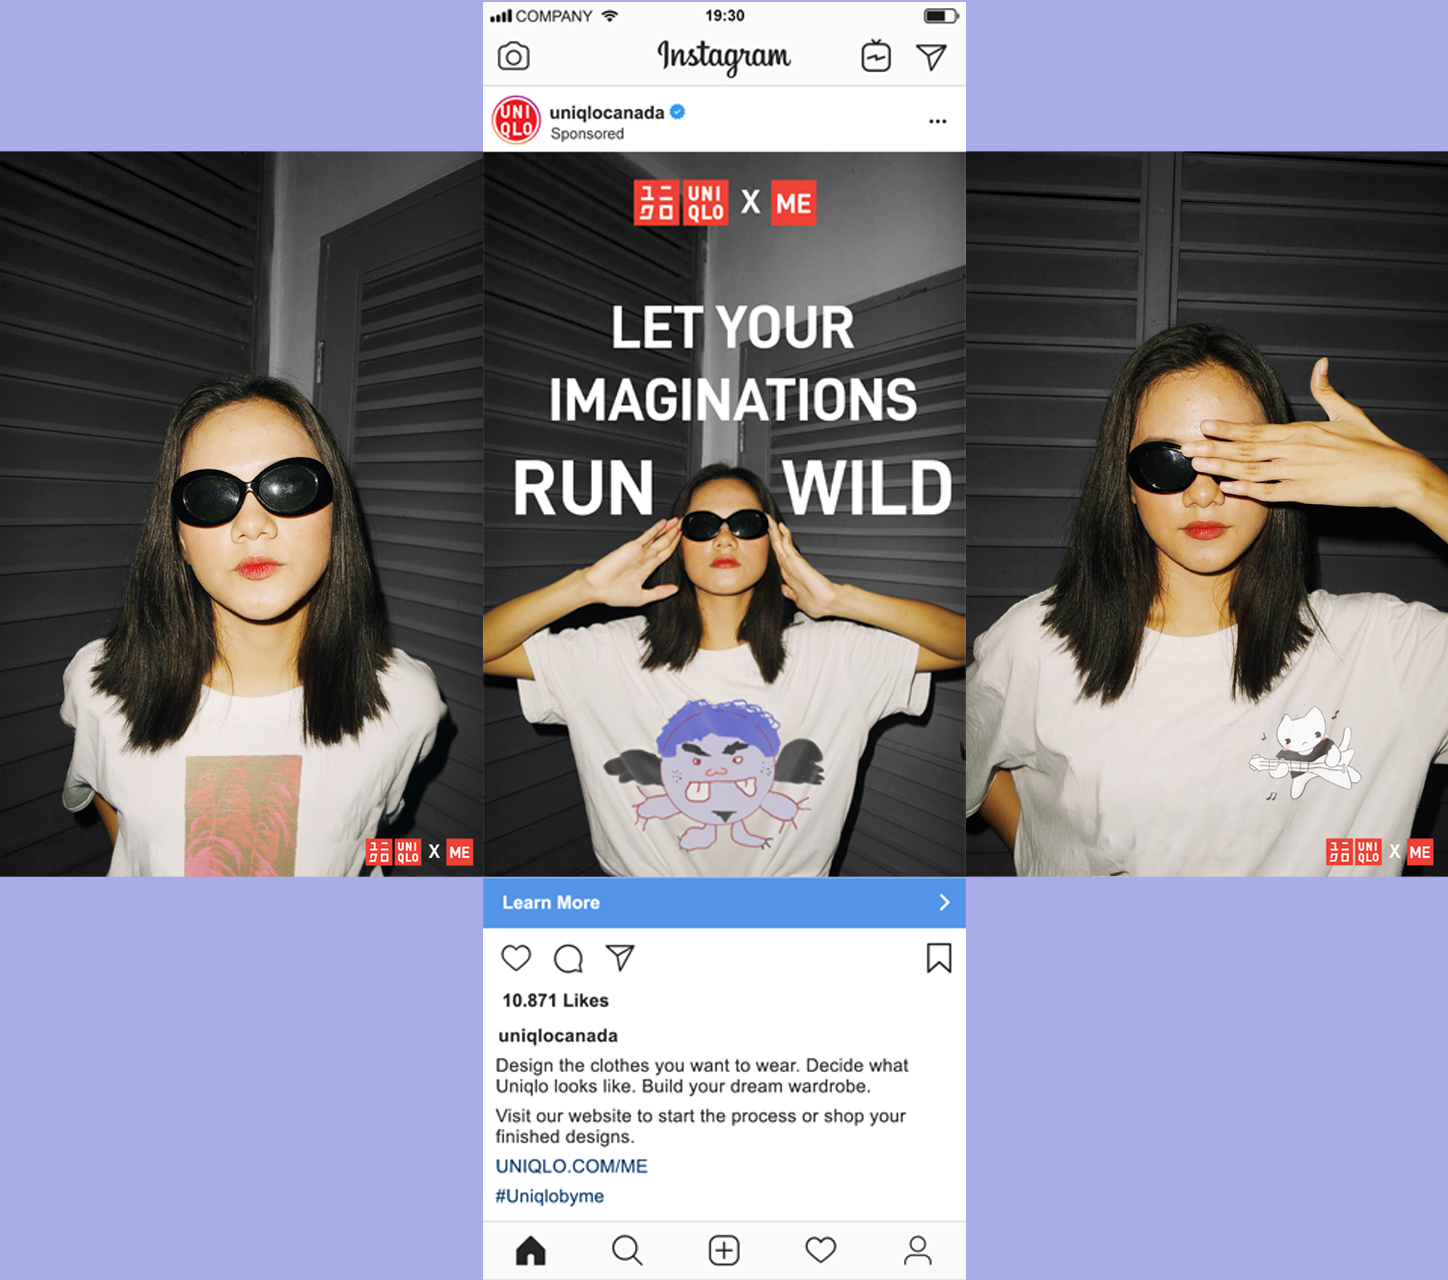 COMPANY 19:30
Instagram
UNI
QLO
uniqlocanada
Sponsored
ユニ UNI X ME
クロ QLO
LET YOUR
IMAGINATIONS
RUN WILD
ユニ UNI X ME
クロ QLO
ユニ UNI X ME
クロ QLO
Learn More
10.871 Likes
uniqlocanada
Design the clothes you want to wear. Decide what
Uniqlo looks like. Build your dream wardrobe.
Visit our website to start the process or shop your
finished designs.
UNIQLO.COM/ME
#Uniqlobyme